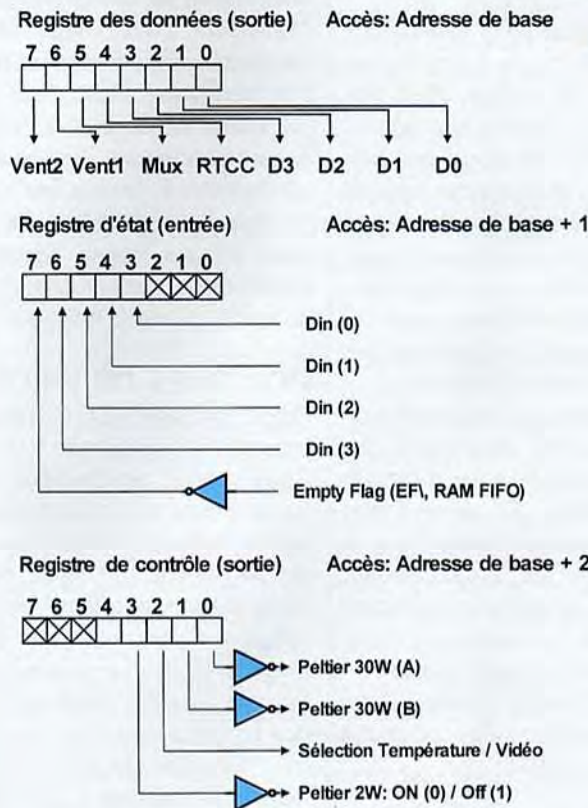 Registre des données (sortie) Accès: Adresse de base
7 6 5 4 3 2 1 0
Vent2 Vent1 Mux RTCC D3 D2 D1 D0
Registre d'état (entrée) Accès: Adresse de base + 1
7 6 5 4 3 2 1 0
Din (0)
Din (1)
Din (2)
Din (3)
Empty Flag (EF\, RAM FIFO)
Registre de contrôle (sortie) Accès: Adresse de base + 2
7 6 5 4 3 2 1 0
Peltier 30W (A)
Peltier 30W (B)
Sélection Température / Vidéo
Peltier 2W: ON (0) / Off (1)